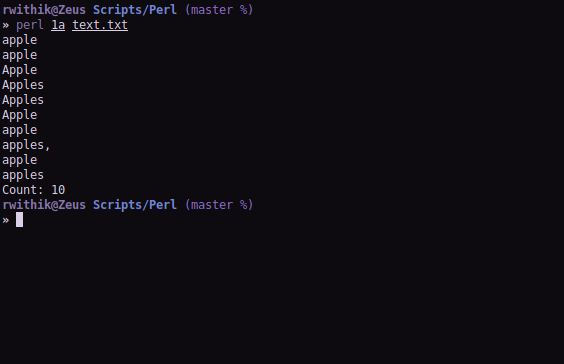 rwithik@Zeus Scripts/Perl (master %)
» perl 1a text.txt
apple
apple
Apple
Apples
Apples
Apple
apple
apples,
apple
apples
Count: 10
rwithik@Zeus Scripts/Perl (master %)
»